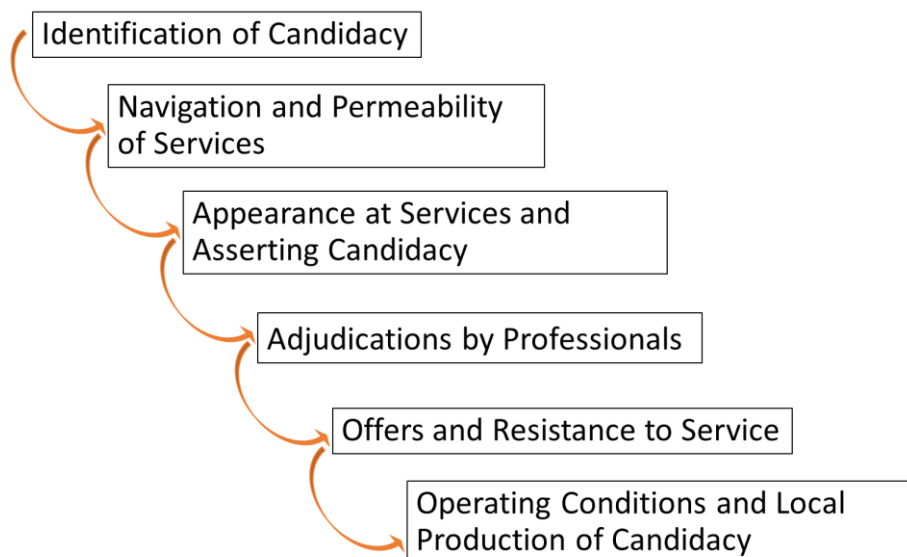 Identification of Candidacy
Navigation and Permeability
of Services
Appearance at Services and
Asserting Candidacy
Adjudications by Professionals
Offers and Resistance to Service
Operating Conditions and Local
Production of Candidacy